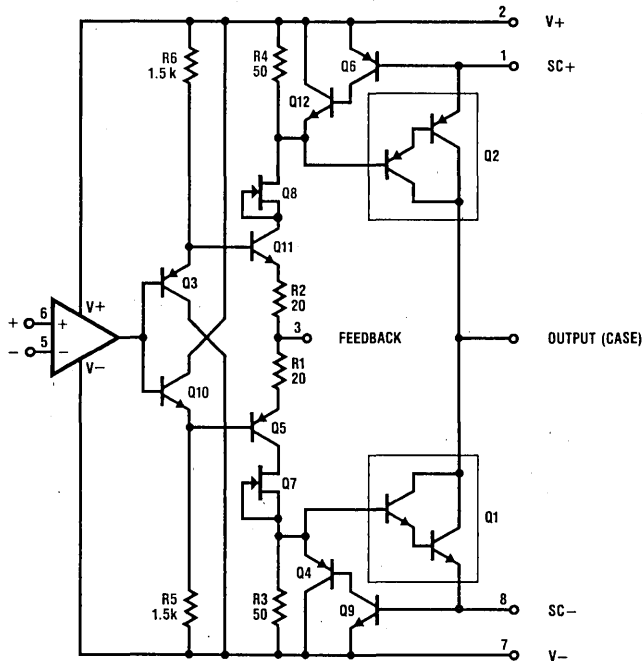 2 V+
R6
1.5 k
R4
50
Q6
1 SC+
Q12
Q2
Q8
Q11
Q3
R2
20
+ 6 +
V+
3 FEEDBACK
OUTPUT (CASE)
- 5 -
V-
R1
20
Q10
Q5
Q7
Q1
Q4
R5
1.5k
R3
50
Q9
8 SC-
7 V-